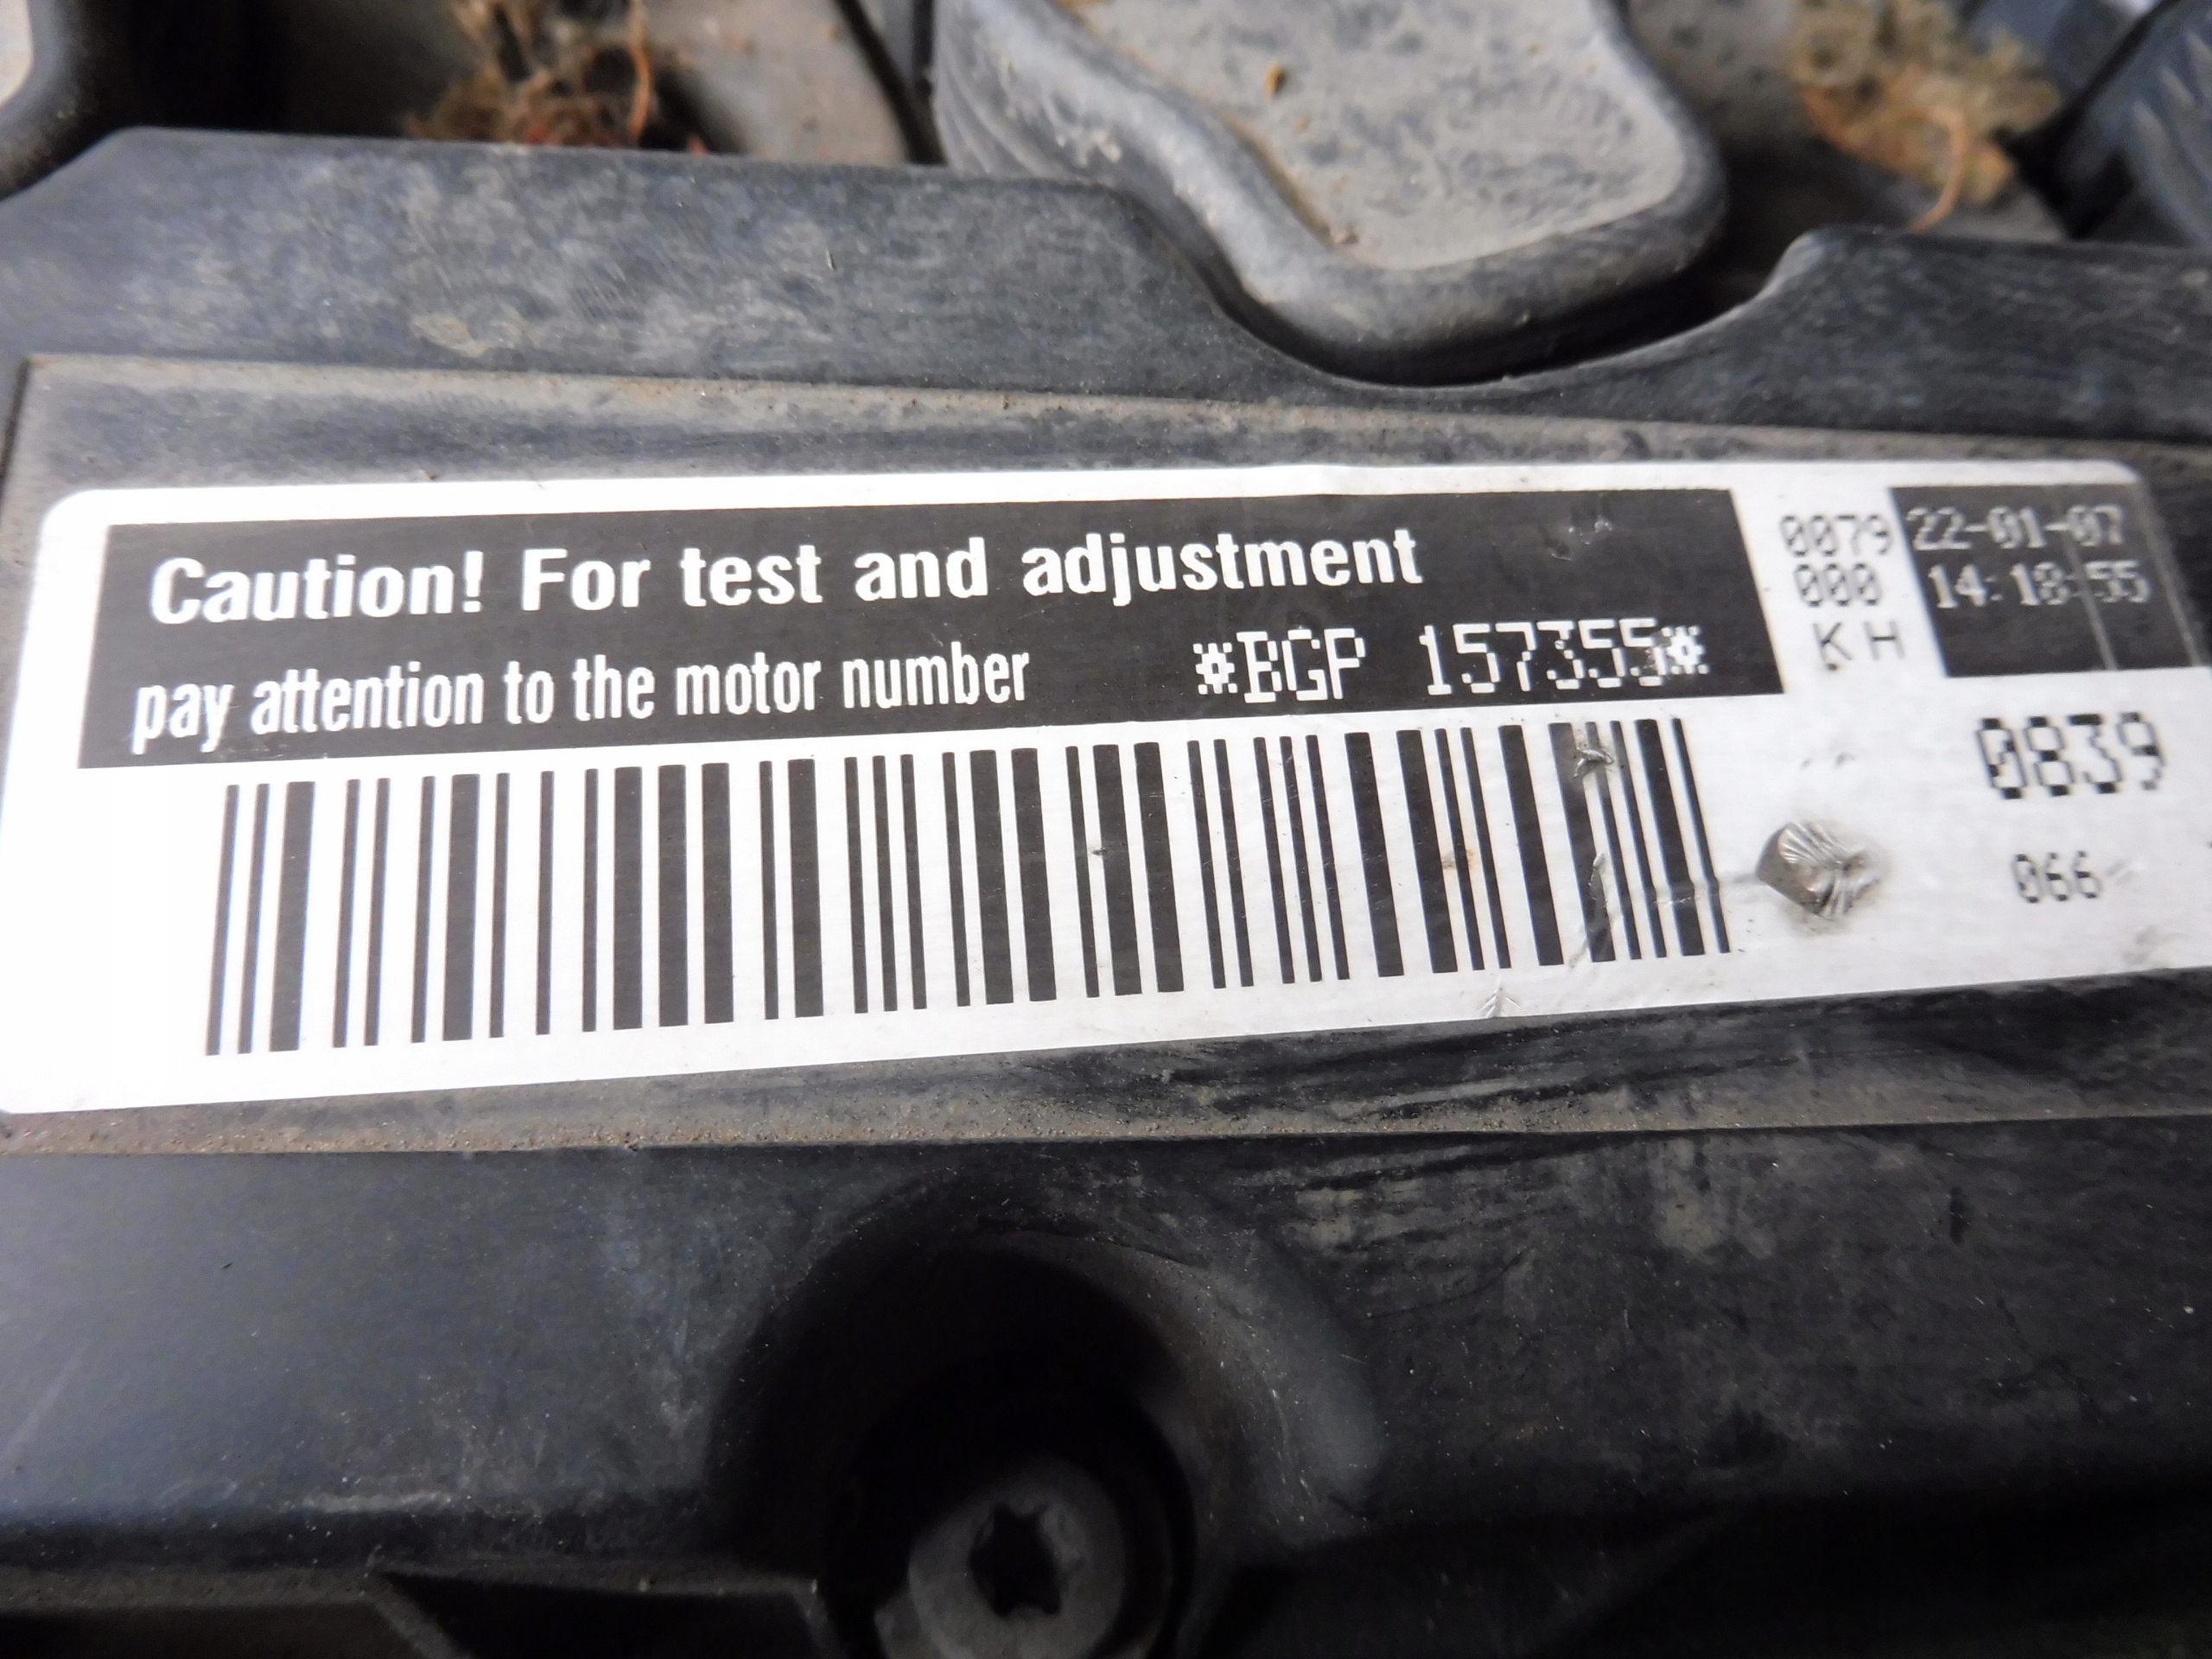 Caution! For test and adjustment
pay attention to the motor number *BGP 157355*
0079
000
KH
22-01-07
14:18:55
0839
066